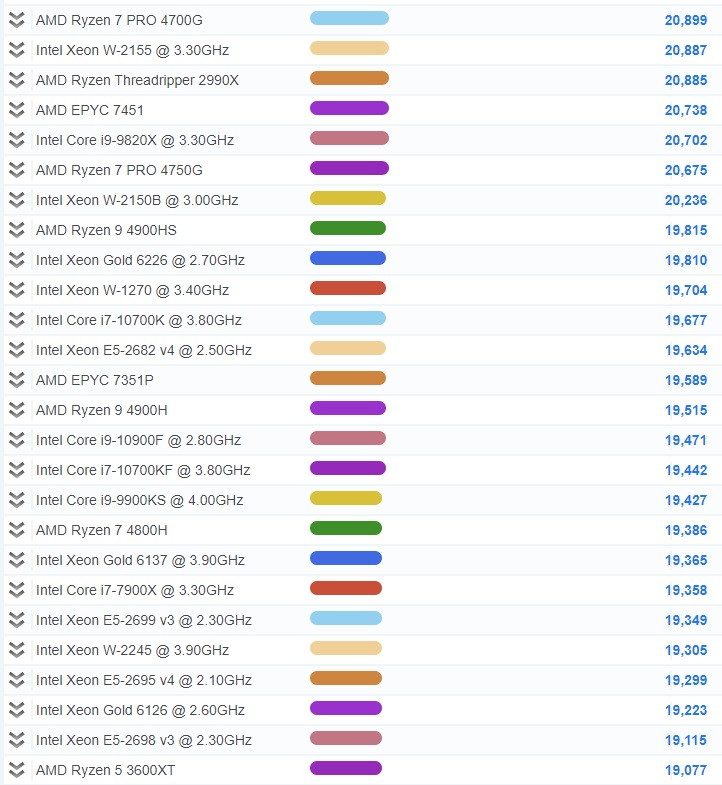 AMD Ryzen 7 PRO 4700G 20,899
Intel Xeon W-2155 @ 3.30GHz 20,887
AMD Ryzen Threadripper 2990X 20,885
AMD EPYC 7451 20,738
Intel Core i9-9820X @ 3.30GHz 20,702
AMD Ryzen 7 PRO 4750G 20,675
Intel Xeon W-2150B @ 3.00GHz 20,236
AMD Ryzen 9 4900HS 19,815
Intel Xeon Gold 6226 @ 2.70GHz 19,810
Intel Xeon W-1270 @ 3.40GHz 19,704
Intel Core i7-10700K @ 3.80GHz 19,677
Intel Xeon E5-2682 v4 @ 2.50GHz 19,634
AMD EPYC 7351P 19,589
AMD Ryzen 9 4900H 19,515
Intel Core i9-10900F @ 2.80GHz 19,471
Intel Core i7-10700KF @ 3.80GHz 19,442
Intel Core i9-9900KS @ 4.00GHz 19,427
AMD Ryzen 7 4800H 19,386
Intel Xeon Gold 6137 @ 3.90GHz 19,365
Intel Core i7-7900X @ 3.30GHz 19,358
Intel Xeon E5-2699 v3 @ 2.30GHz 19,349
Intel Xeon W-2245 @ 3.90GHz 19,305
Intel Xeon E5-2695 v4 @ 2.10GHz 19,299
Intel Xeon Gold 6126 @ 2.60GHz 19,223
Intel Xeon E5-2698 v3 @ 2.30GHz 19,115
AMD Ryzen 5 3600XT 19,077